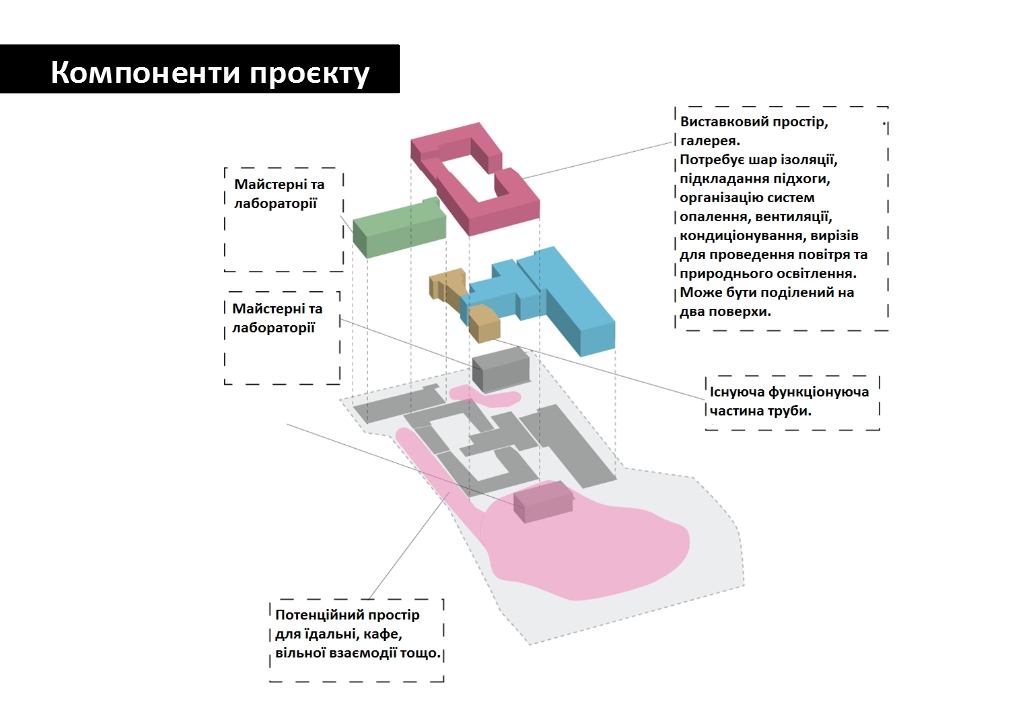 Компоненти проєкту
Майстерні та
лабораторії
Виставковий простір,
галерея.
Потребує шар ізоляції,
підкладання підхоги,
організацію систем
опалення, вентиляції,
кондиціонування, вирізів
для проведення повітря та
природнього освітлення.
Може бути поділений на
два поверхи.
Майстерні та
лабораторії
Існуюча функціонуюча
частина труби.
Потенційний простір
для їдальні, кафе,
вільної взаємодії тощо.